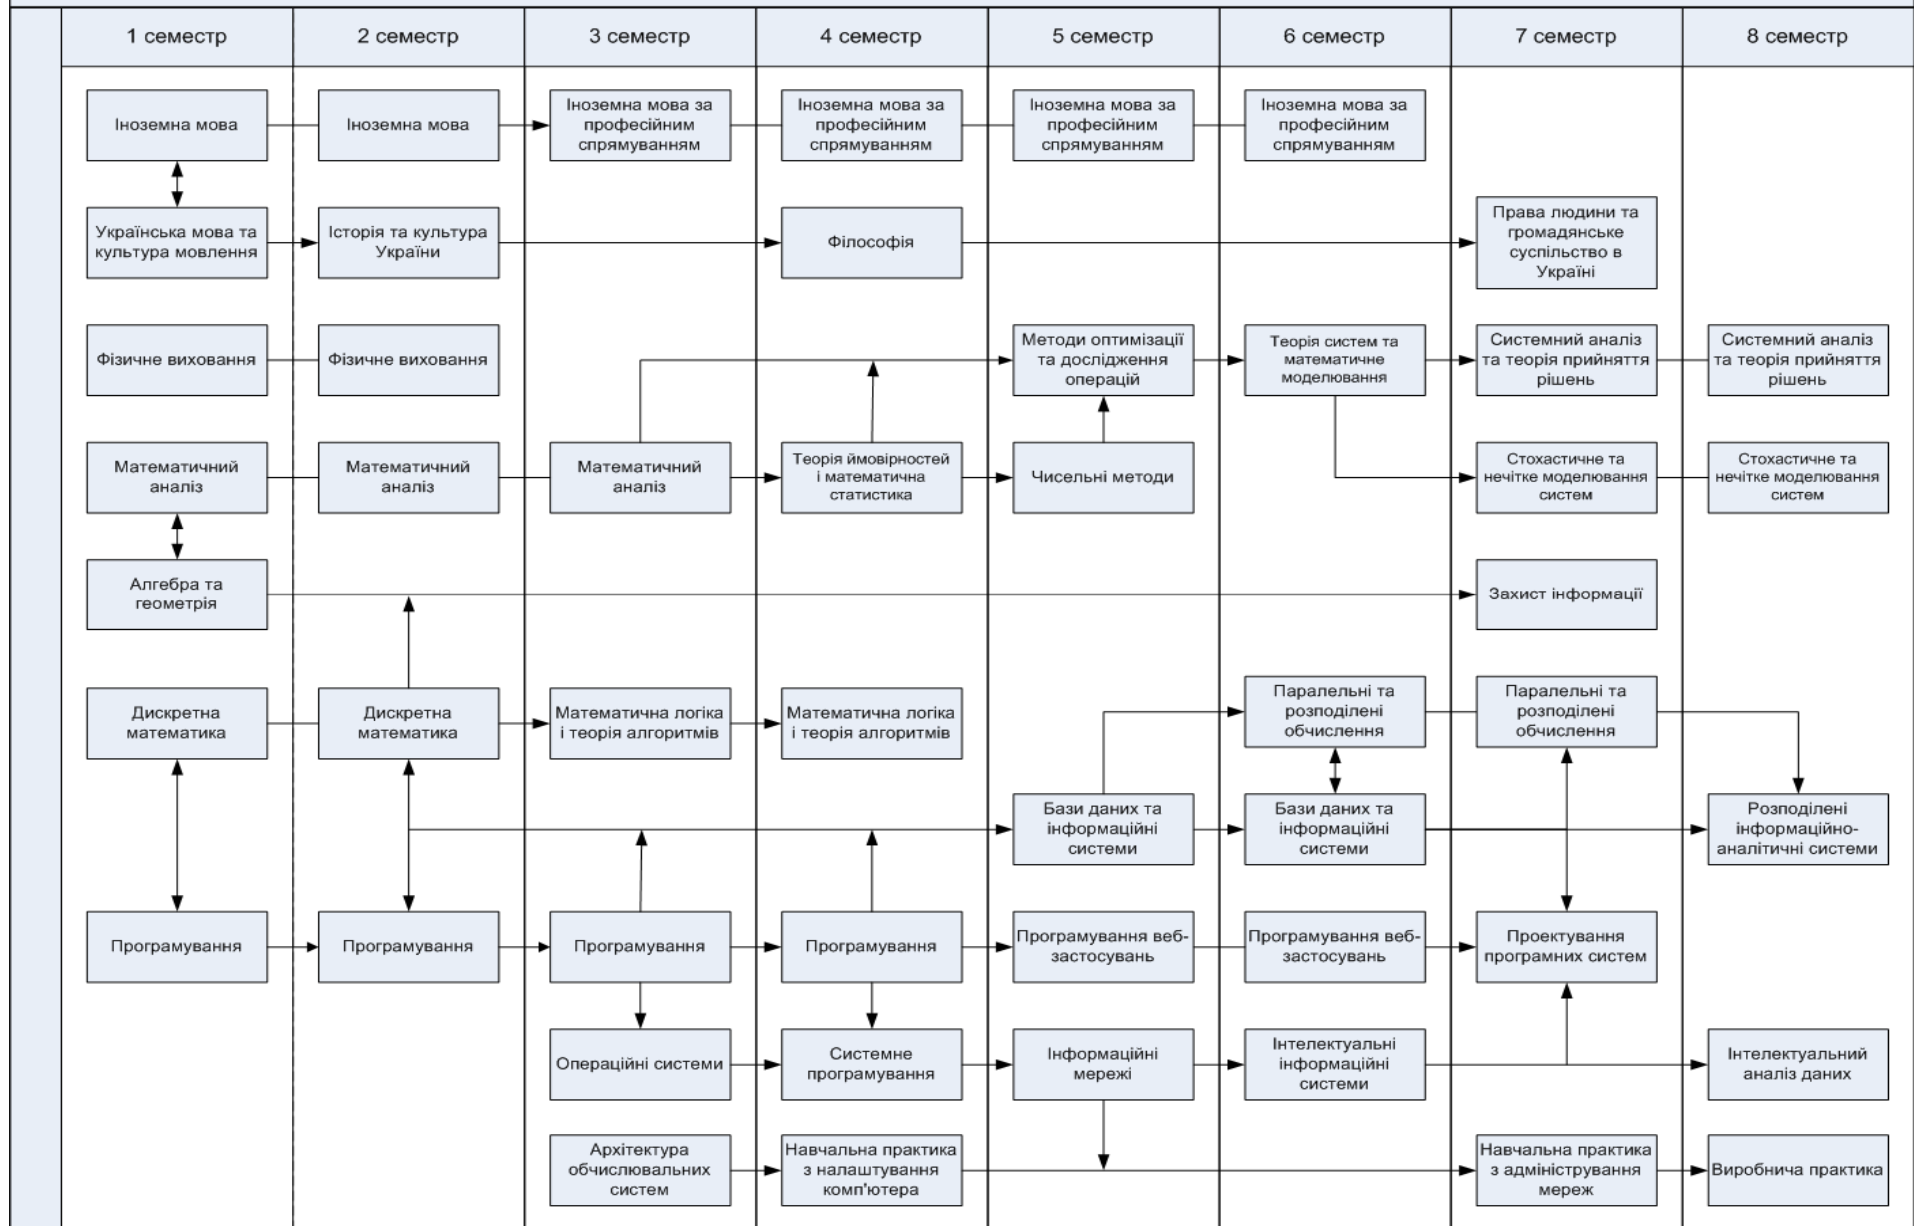 1 семестр
2 семестр
3 семестр
4 семестр
5 семестр
6 семестр
7 семестр
8 семестр
Іноземна мова
Іноземна мова
Іноземна мова за
професійним
спрямуванням
Іноземна мова за
професійним
спрямуванням
Іноземна мова за
професійним
спрямуванням
Іноземна мова за
професійним
спрямуванням
Українська мова та
культура мовлення
Історія та культура
України
Філософія
Права людини та
громадянське
суспільство в
Україні
Фізичне виховання
Фізичне виховання
Методи оптимізації
та дослідження
операцій
Теорія систем та
математичне
моделювання
Системний аналіз
та теорія прийняття
рішень
Системний аналіз
та теорія прийняття
рішень
Математичний
аналіз
Математичний
аналіз
Математичний
аналіз
Теорія ймовірностей
і математична
статистика
Чисельні методи
Стохастичне та
нечітке моделювання
систем
Стохастичне та
нечітке моделювання
систем
Алгебра та
геометрія
Захист інформації
Дискретна
математика
Дискретна
математика
Математична логіка
і теорія алгоритмів
Математична логіка
і теорія алгоритмів
Паралельні та
розподілені
обчислення
Паралельні та
розподілені
обчислення
Бази даних та
інформаційні
системи
Бази даних та
інформаційні
системи
Розподілені
інформаційно-
аналітичні системи
Програмування
Програмування
Програмування
Програмування
Програмування веб-
застосувань
Програмування веб-
застосувань
Проектування
програмних систем
Операційні системи
Системне
програмування
Інформаційні
мережі
Інтелектуальні
інформаційні
системи
Інтелектуальний
аналіз даних
Архітектура
обчислювальних
систем
Навчальна практика
з налаштування
комп'ютера
Навчальна практика
з адміністрування
мереж
Виробнича практика